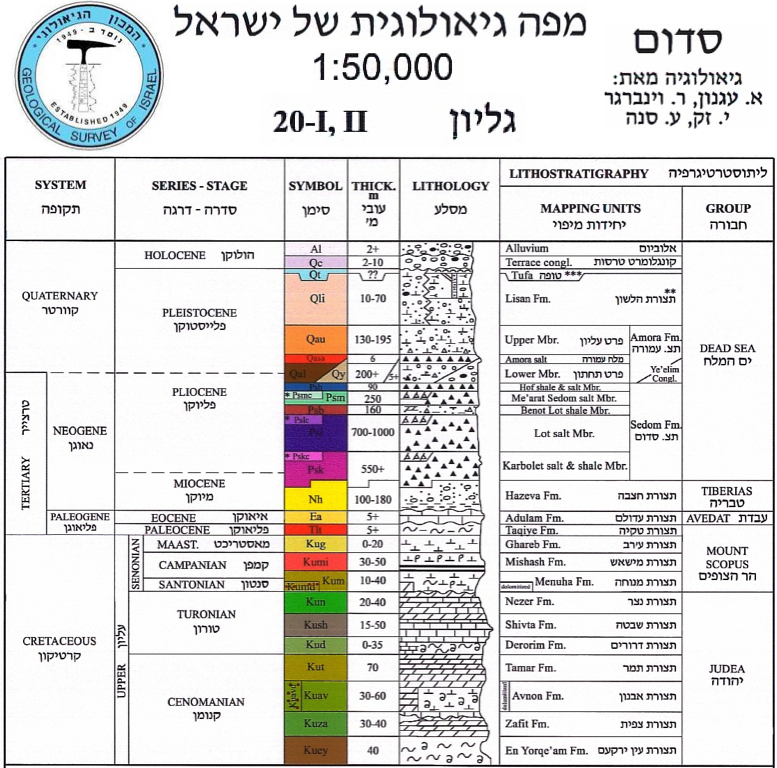 המכון הגיאולוגי
נוסד ב - 1949
ESTABLISHED 1949
GEOLOGICAL SURVEY OF ISRAEL
מפה גיאולוגית של ישראל
1:50,000
גליון 20-I, II
סדום
גיאולוגיה מאת:
א. עגנון, ר. וינברגר
י. זק, ע. סנה
SYSTEM SERIES - STAGE SYMBOL THICK. m LITHOLOGY LITHOSTRATIGRAPHY ליתוסטרטיגרפיה
תקופה סדרה - דרגה סימן עובי מ' מסלע MAPPING UNITS יחידות מיפוי GROUP חבורה
HOLOCENE הולוקן Al 2+ Alluvium אלוביום
Qc 2-10 Terrace congl. קונגלומרט טרסות
Qt ?? Tufa טופה ***
QUATERNARY קוורטר PLEISTOCENE פלייסטוקן Qli 10-70 Lisan Fm. תצורת הלשון **
Qau 130-195 Upper Mbr. פרט עליון Amora Fm. תצ. עמורה DEAD SEA ים המלח
Qasa 6 Amora salt מלח עמורה
Qal Qy 200+ 5+ Lower Mbr. פרט תחתון Ye'elim Congl.
TERTIARY טרצייר NEOGENE נאוגן PLIOCENE פליוקן Psh 90 Hof shale & salt Mbr.
* Psmc Psm 250 Me'arat Sedom salt Mbr.
Psb 160 Benot Lot shale Mbr.
* Pslc Psl 700-1000 Lot salt Mbr. Sedom Fm. תצ. סדום
* Pskc Psk 550+ Karbolet salt & shale Mbr.
MIOCENE מיוקן Nh 100-180 Hazeva Fm. תצורת חצבה TIBERIAS טבריה
PALEOGENE פליאוגן EOCENE איאוקן Ea 5+ Adulam Fm. תצורת עדולם AVEDAT עבדת
PALEOCENE פליאוקן Tlt 5+ Taqiye Fm. תצורת טקיה
CRETACEOUS קרטיקון UPPER עליון SENONIAN MAAST. מאסטריכט Kug 0-20 Ghareb Fm. תצורת עירב MOUNT SCOPUS הר הצופים
CAMPANIAN קמפן Kumi 30-50 Mishash Fm. תצורת מישאש
SANTONIAN סנטון Kum 10-40 dolomitized Menuha Fm. תצורת מנוחה
TURONIAN טורון Kun 20-40 Nezer Fm. תצורת נצר JUDEA יהודה
Kush 15-50 Shivta Fm. תצורת שבטה
Kud 0-35 Derorim Fm. תצורת דרורים
CENOMANIAN קנומן Kut 70 Tamar Fm. תצורת תמר
Kuav 30-60 dolomitized Avnon Fm. תצורת אבנון
Kuza 30-40 Zafit Fm. תצורת צפית
Kuey 40 En Yorqe'am Fm. תצורת עין ירקעם